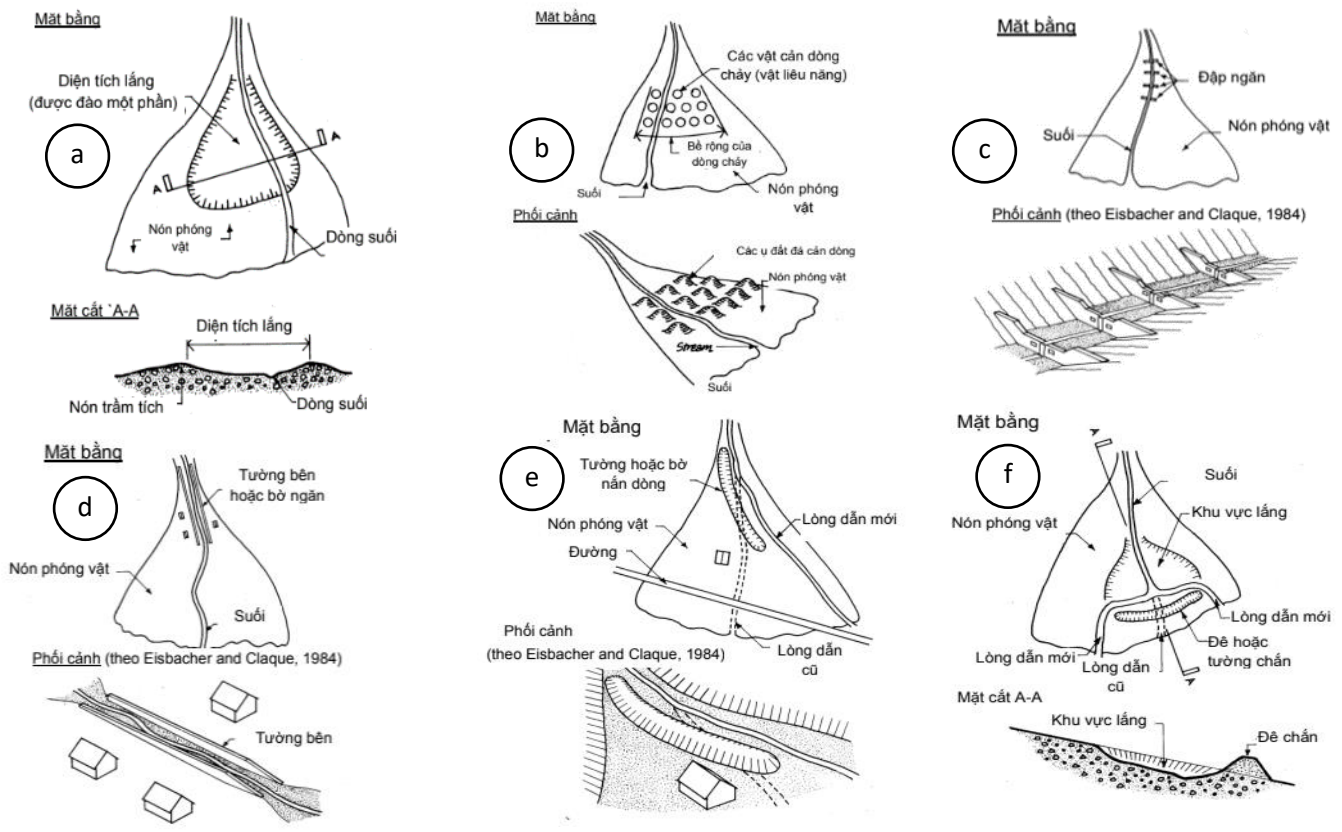 Mặt bằng
Diện tích lắng
(được đào một phần)
a
A
A
Nón phóng
vật
Dòng suối
Mặt cắt `A-A
Diện tích lắng
Nón trầm tích
Dòng suối
Mặt bằng
Các vật cản dòng
chảy (vật liêu năng)
b
Bề rộng của
dòng chảy
Suối
Nón phóng
vật
Phối cảnh
Các ụ đất đá cản dòng
Nón phóng vật
Stream
Suối
Mặt bằng
Đập ngăn
c
Suối
Nón phóng vật
Phối cảnh (theo Eisbacher and Claque, 1984)
Mặt bằng
d
Tường bên
hoặc bờ ngăn
Nón phóng vật
Suối
Phối cảnh (theo Eisbacher and Claque, 1984)
Tường bên
Mặt bằng
e
Tường hoặc bờ
nắn dòng
Nón phóng vật
Lòng dẫn mới
Đường
Phối cảnh
(theo Eisbacher and Claque, 1984)
Lòng dẫn
cũ
Mặt bằng
A
f
Suối
Nón phóng vật
Khu vực lắng
Lòng dẫn mới
Đê hoặc
tường chắn
Lòng dẫn mới
Lòng dẫn
cũ
A
Mặt cắt A-A
Khu vực lắng
Đê chắn